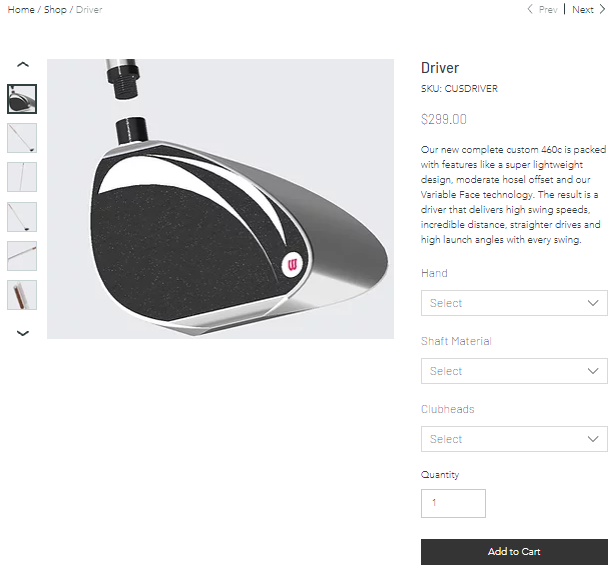 Home / Shop / Driver
Prev | Next
Driver
SKU: CUSDRIVER
$299.00
Our new complete custom 460c is packed
with features like a super lightweight
design, moderate hosel offset and our
Variable Face technology. The result is a
driver that delivers high swing speeds,
incredible distance, straighter drives and
high launch angles with every swing.
Hand
Select
Shaft Material
Select
Clubheads
Select
Quantity
1
Add to Cart